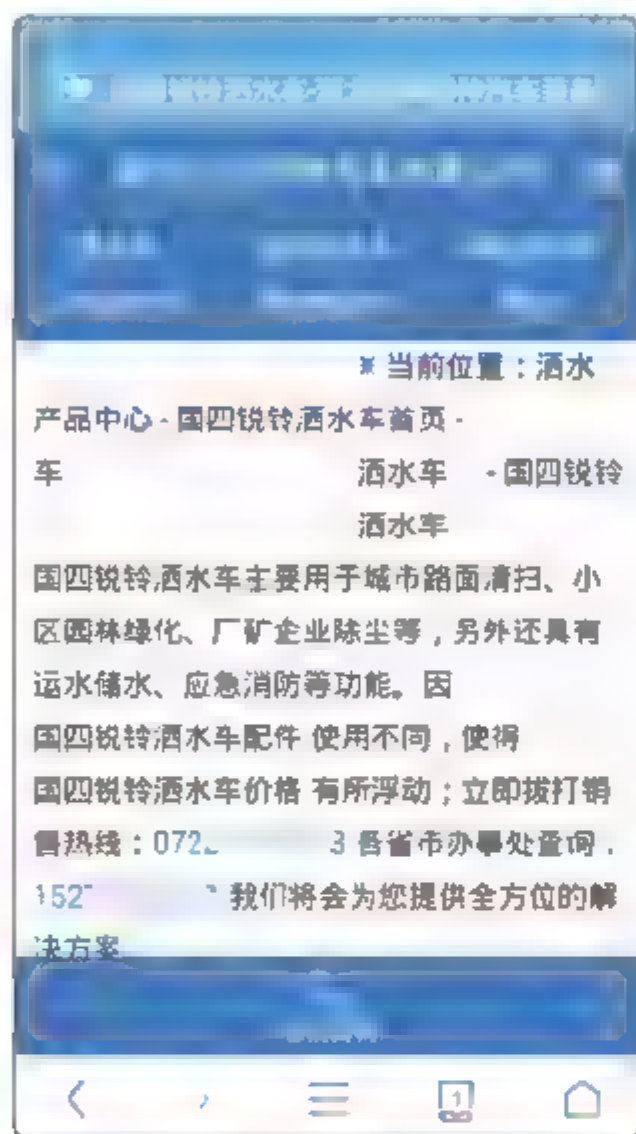 ※当前位置：洒水
产品中心 - 国四锐铃洒水车首页 -
车 洒水车 - 国四锐铃
洒水车
国四锐铃洒水车主要用于城市路面清扫、小
区园林绿化、厂矿企业除尘等，另外还具有
运水储水、应急消防等功能。因
国四锐铃洒水车配件 使用不同，使得
国四锐铃洒水车价格 有所浮动；立即拔打销
售热线：072 3 各省市办事处查询．
152 我们将会为您提供全方位的解
决方案
1